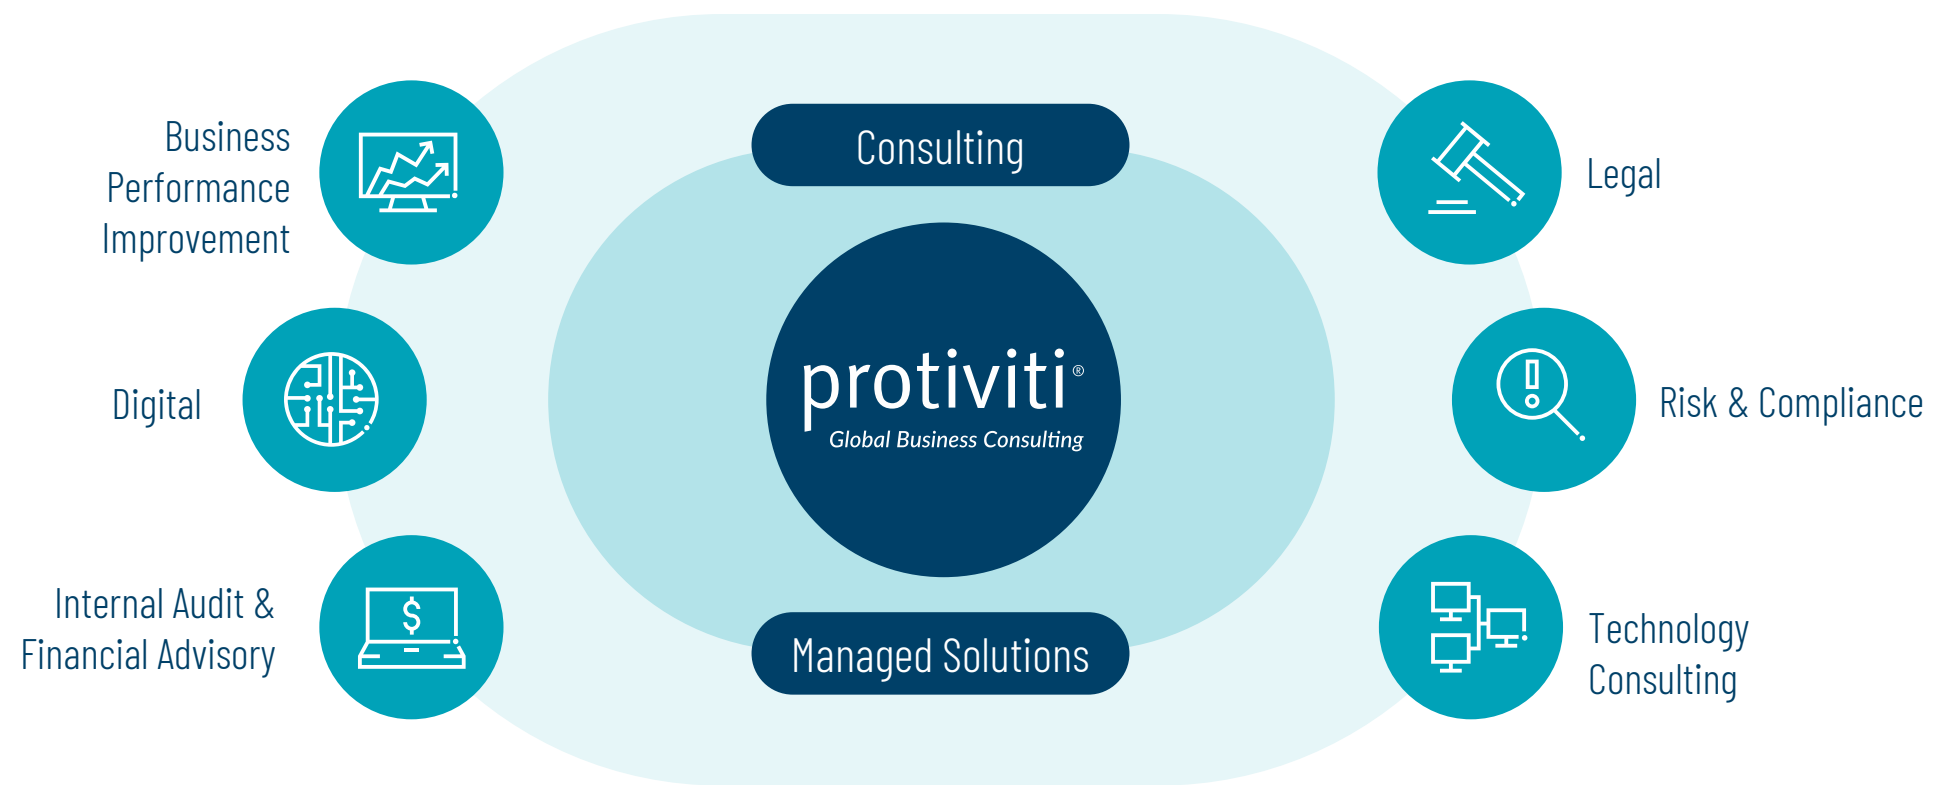 Consulting
Business
Performance
Improvement
Legal
Digital
protiviti®
Global Business Consulting
Risk & Compliance
Internal Audit &
Financial Advisory
$
Managed Solutions
Technology
Consulting